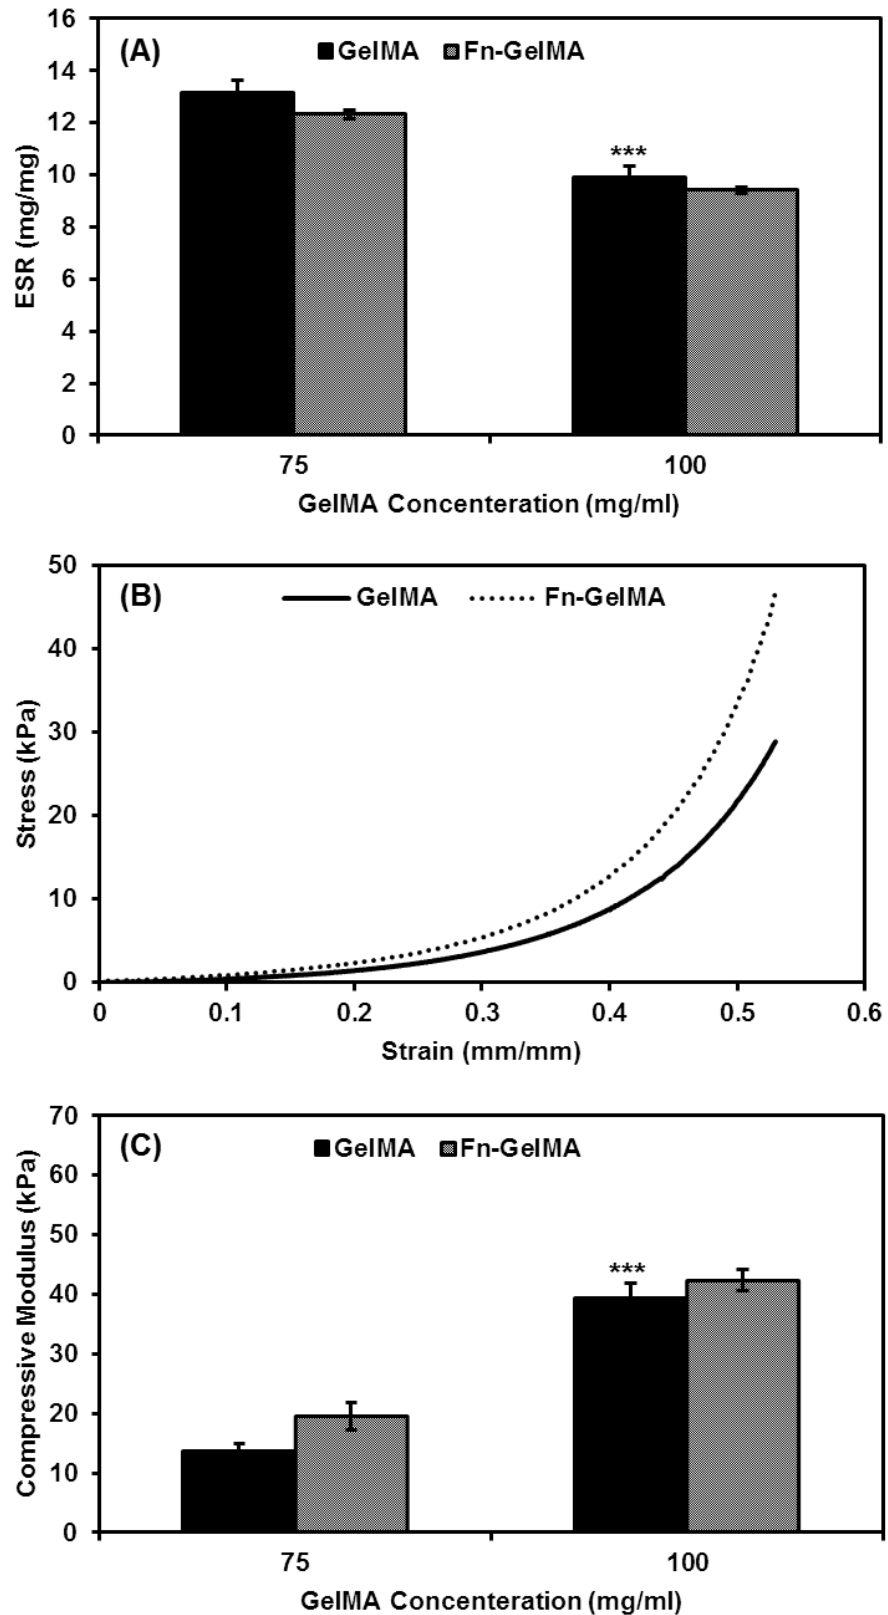 (A) GelMA Fn-GelMA
16
14
12
10
8
6
4
2
0
ESR (mg/mg)
***
75 100
GelMA Concenteration (mg/ml)
(B) GelMA Fn-GelMA
50
40
30
20
10
0
Stress (kPa)
0 0.1 0.2 0.3 0.4 0.5 0.6
Strain (mm/mm)
(C) GelMA Fn-GelMA
70
60
50
40
30
20
10
0
Compressive Modulus (kPa)
***
75 100
GelMA Concenteration (mg/ml)